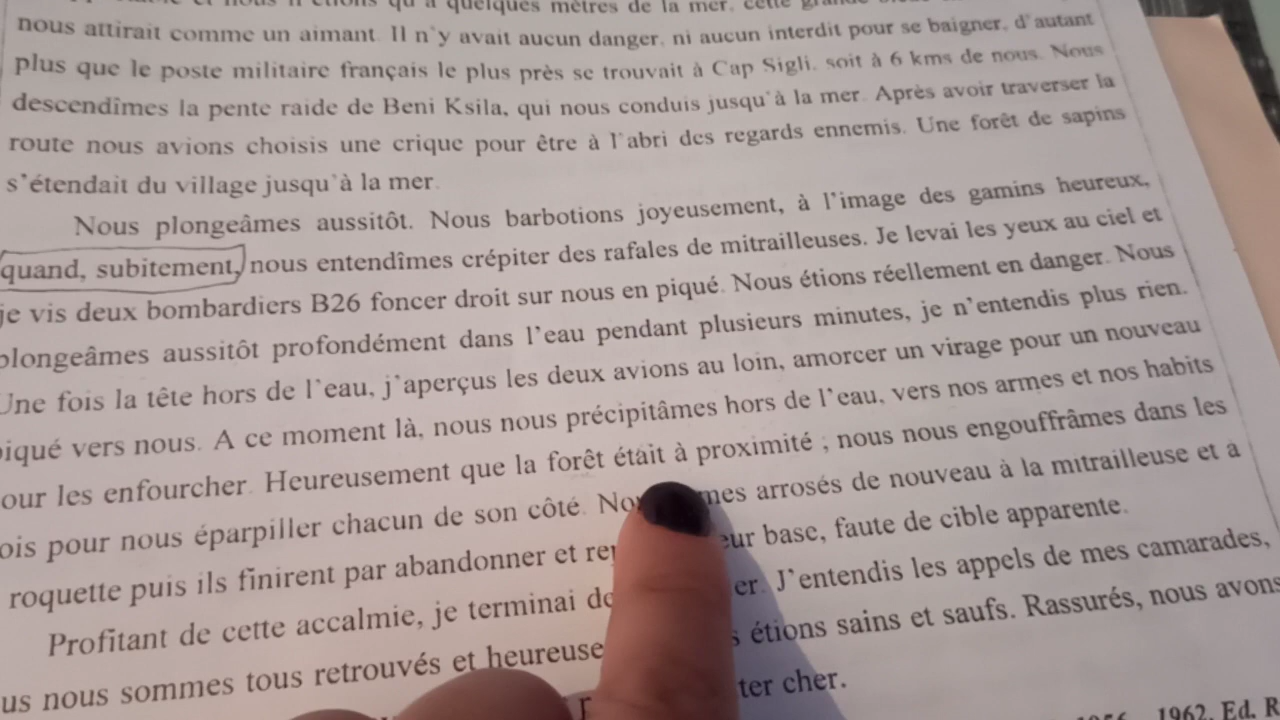 quelques mètres de la mer, cette
nous attirait comme un aimant. Il n'y avait aucun danger, ni aucun interdit pour se baigner, d'autant
plus que le poste militaire français le plus près se trouvait à Cap Sigli, soit à 6 kms de nous. Nous
descendîmes la pente raide de Beni Ksila, qui nous conduis jusqu'à la mer. Après avoir traverser la
route nous avions choisis une crique pour être à l'abri des regards ennemis. Une forêt de sapins
s'étendait du village jusqu'à la mer.
Nous plongeâmes aussitôt. Nous barbotions joyeusement, à l'image des gamins heureux,
quand, subitement, nous entendîmes crépiter des rafales de mitrailleuses. Je levai les yeux au ciel et
je vis deux bombardiers B26 foncer droit sur nous en piqué. Nous étions réellement en danger. Nous
plongeâmes aussitôt profondément dans l'eau pendant plusieurs minutes, je n'entendis plus rien.
Une fois la tête hors de l'eau, j'aperçus les deux avions au loin, amorcer un virage pour un nouveau
piqué vers nous. A ce moment là, nous nous précipitâmes hors de l'eau, vers nos armes et nos habits
our les enfourcher. Heureusement que la forêt était à proximité ; nous nous engouffrâmes dans les
ois pour nous éparpiller chacun de son côté. mes arrosés de nouveau à la mitrailleuse et a
roquette puis ils finirent par abandonner et eur base, faute de cible apparente.
Profitant de cette accalmie, je terminai er. J'entendis les appels de mes camarades,
us nous sommes tous retrouvés et heureuse étions sains et saufs. Rassurés, nous avons
ter cher.
1962. Ed. R